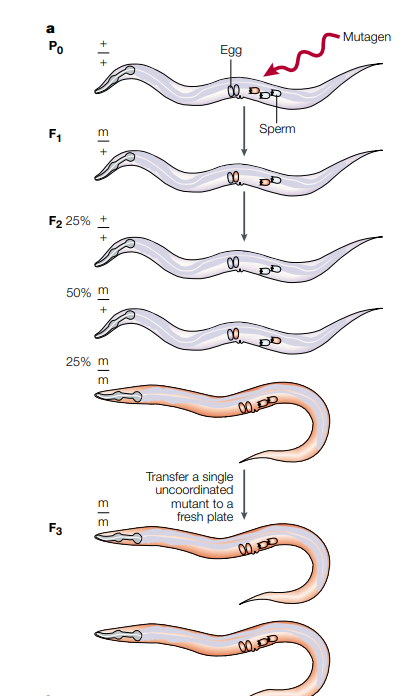 a
P0
+
+
Egg
Mutagen
Sperm
F1
m
+
F2 25% +
+
50% m
+
25% m
m
Transfer a single
uncoordinated
mutant to a
fresh plate
F3
m
m